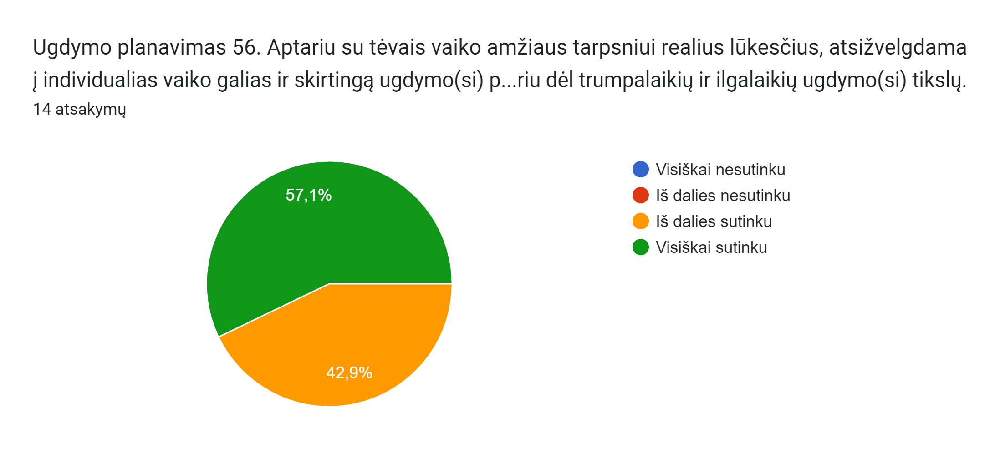 Ugdymo planavimas 56. Aptariu su tėvais vaiko amžiaus tarpsniui realius lūkesčius, atsižvelgdama
į individualias vaiko galias ir skirtingą ugdymo(si) p...riu dėl trumpalaikių ir ilgalaikių ugdymo(si) tikslų.
14 atsakymų
Visiškai nesutinku
Iš dalies nesutinku
Iš dalies sutinku
Visiškai sutinku
57,1%
42,9%